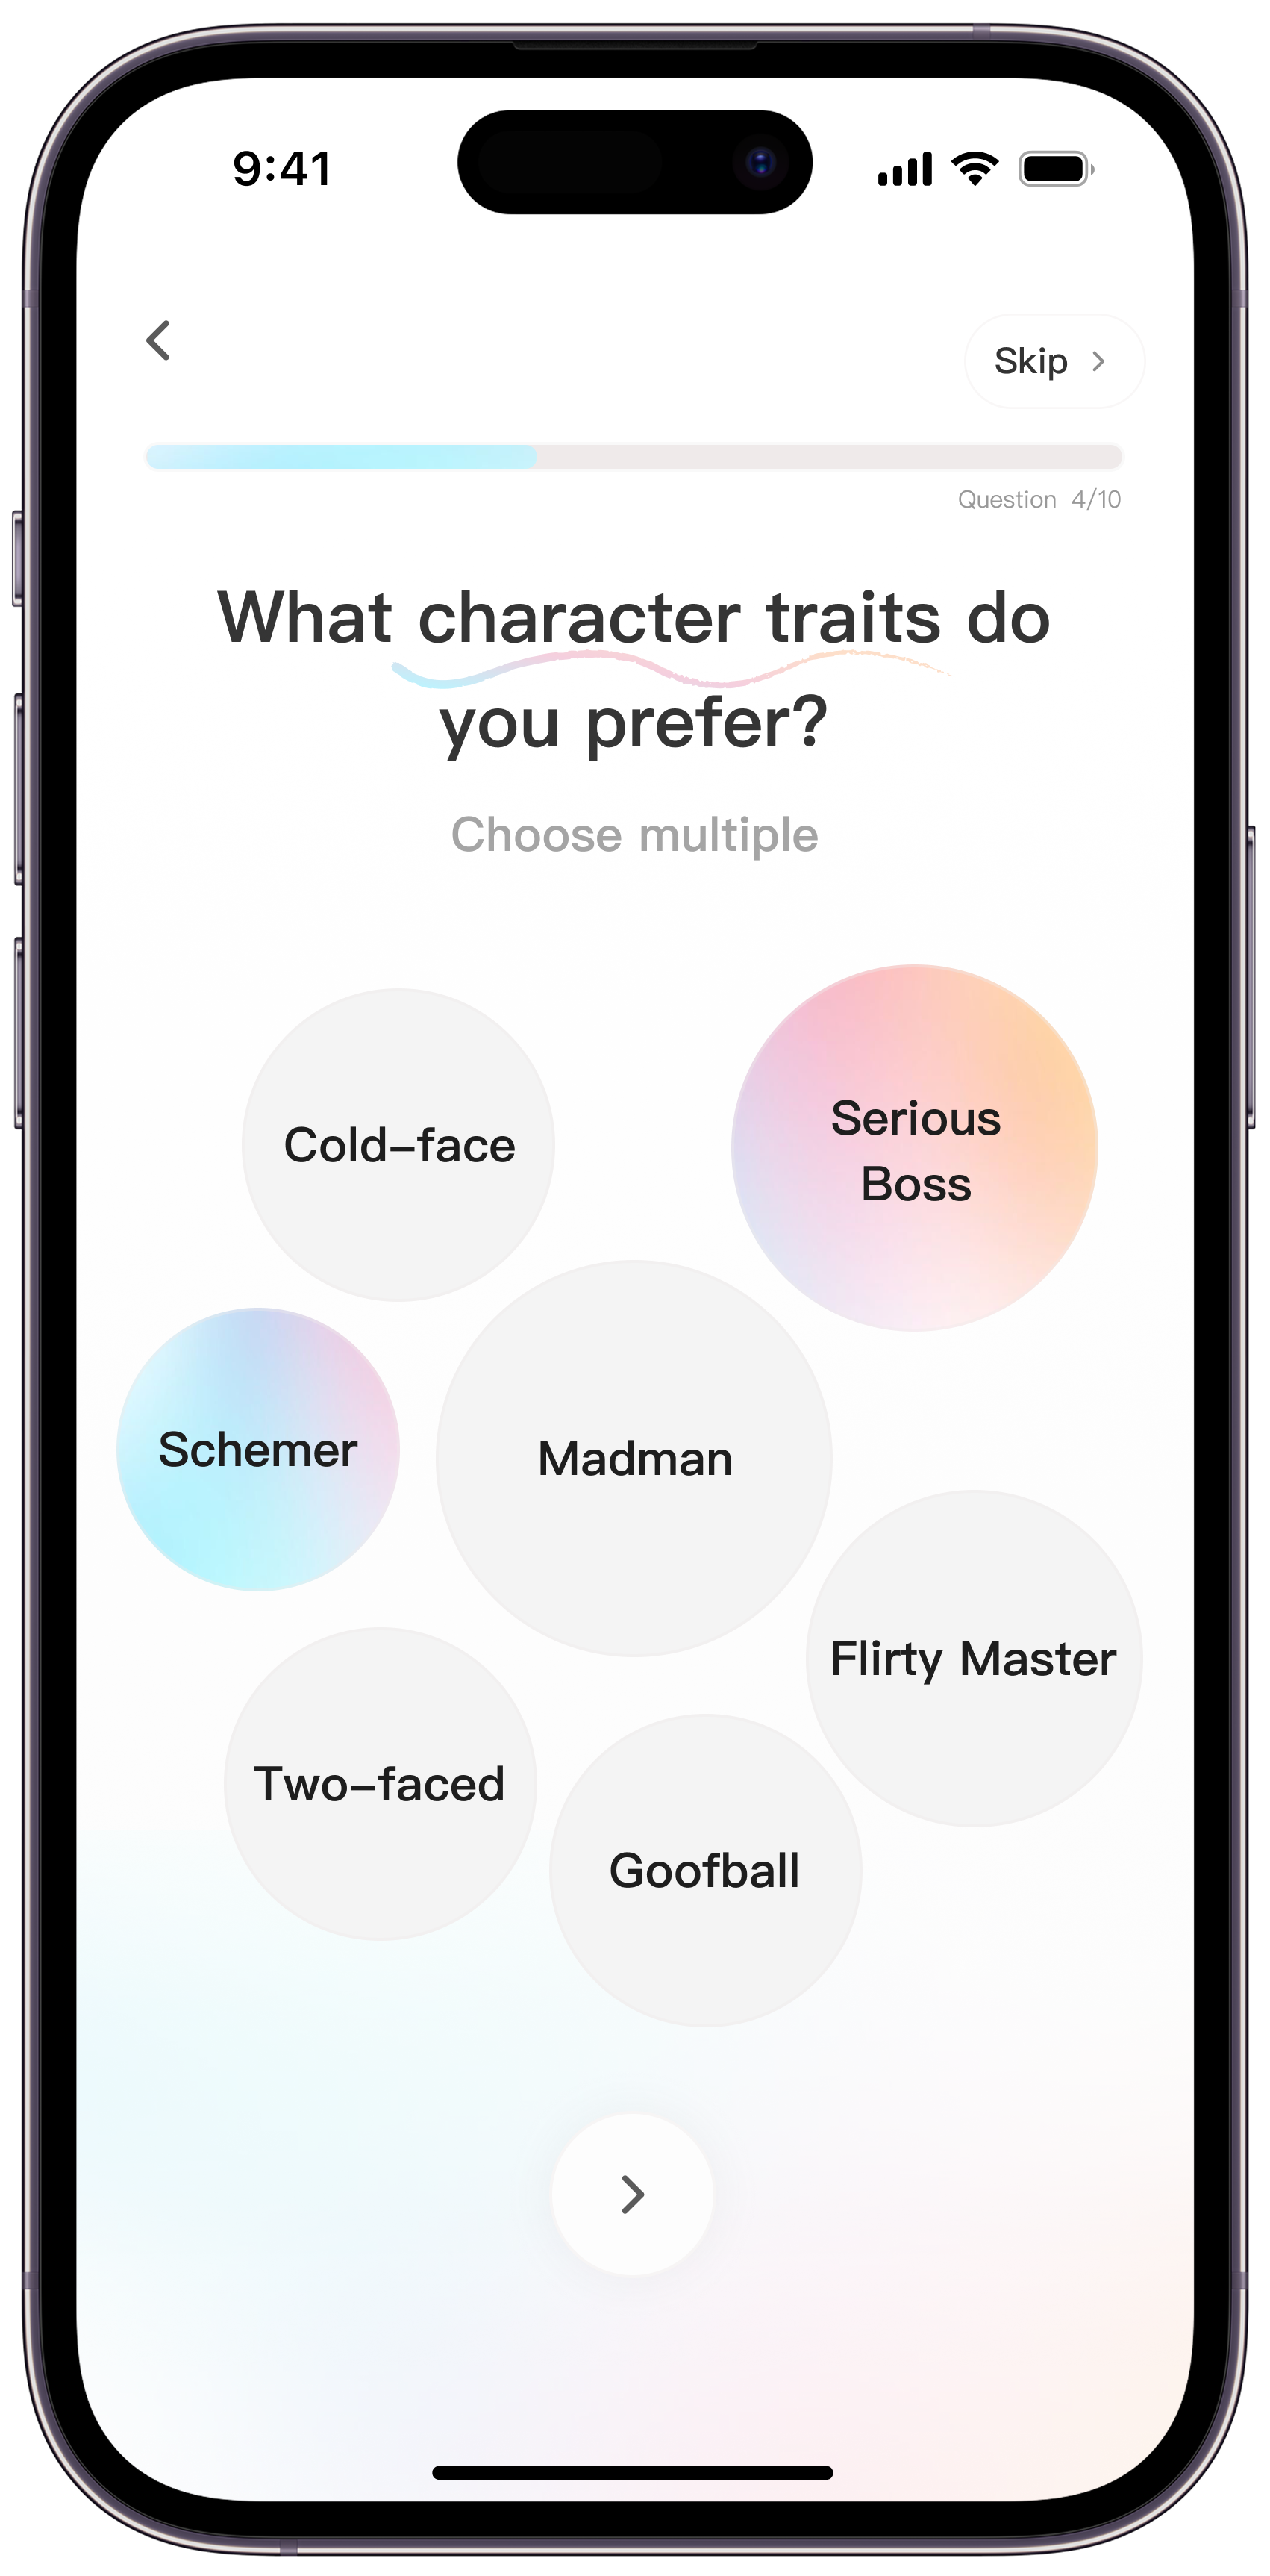 9:41
Skip
Question 4/10
What character traits do
you prefer?
Choose multiple
Cold–face
Serious
Boss
Schemer
Madman
Flirty Master
Two–faced
Goofball